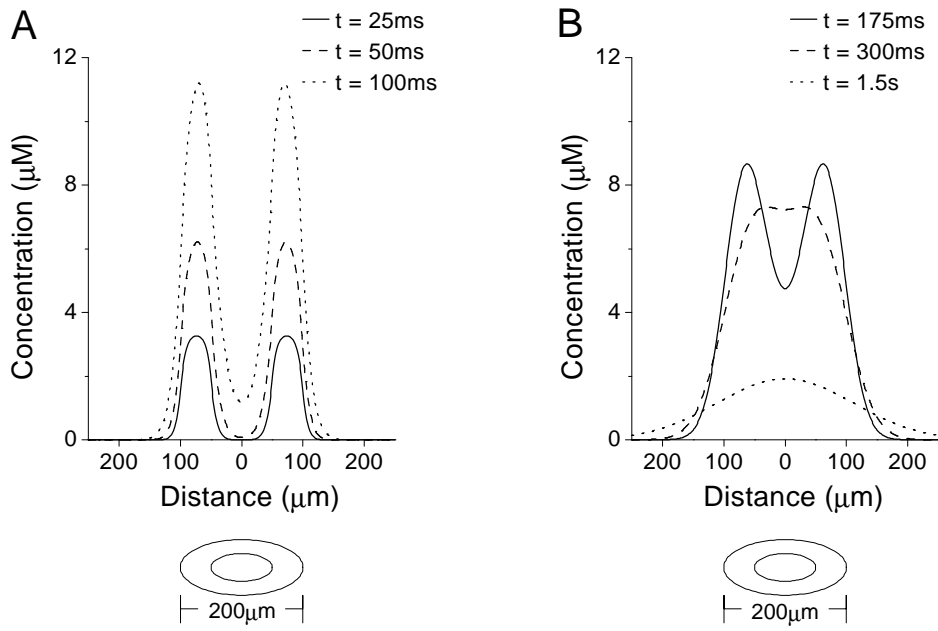 A
t = 25ms
t = 50ms
t = 100ms
12
8
4
0
Concentration (μM)
200 100 0 100 200
Distance (μm)
200μm
B
t = 175ms
t = 300ms
t = 1.5s
12
8
4
0
Concentration (μM)
200 100 0 100 200
Distance (μm)
200μm